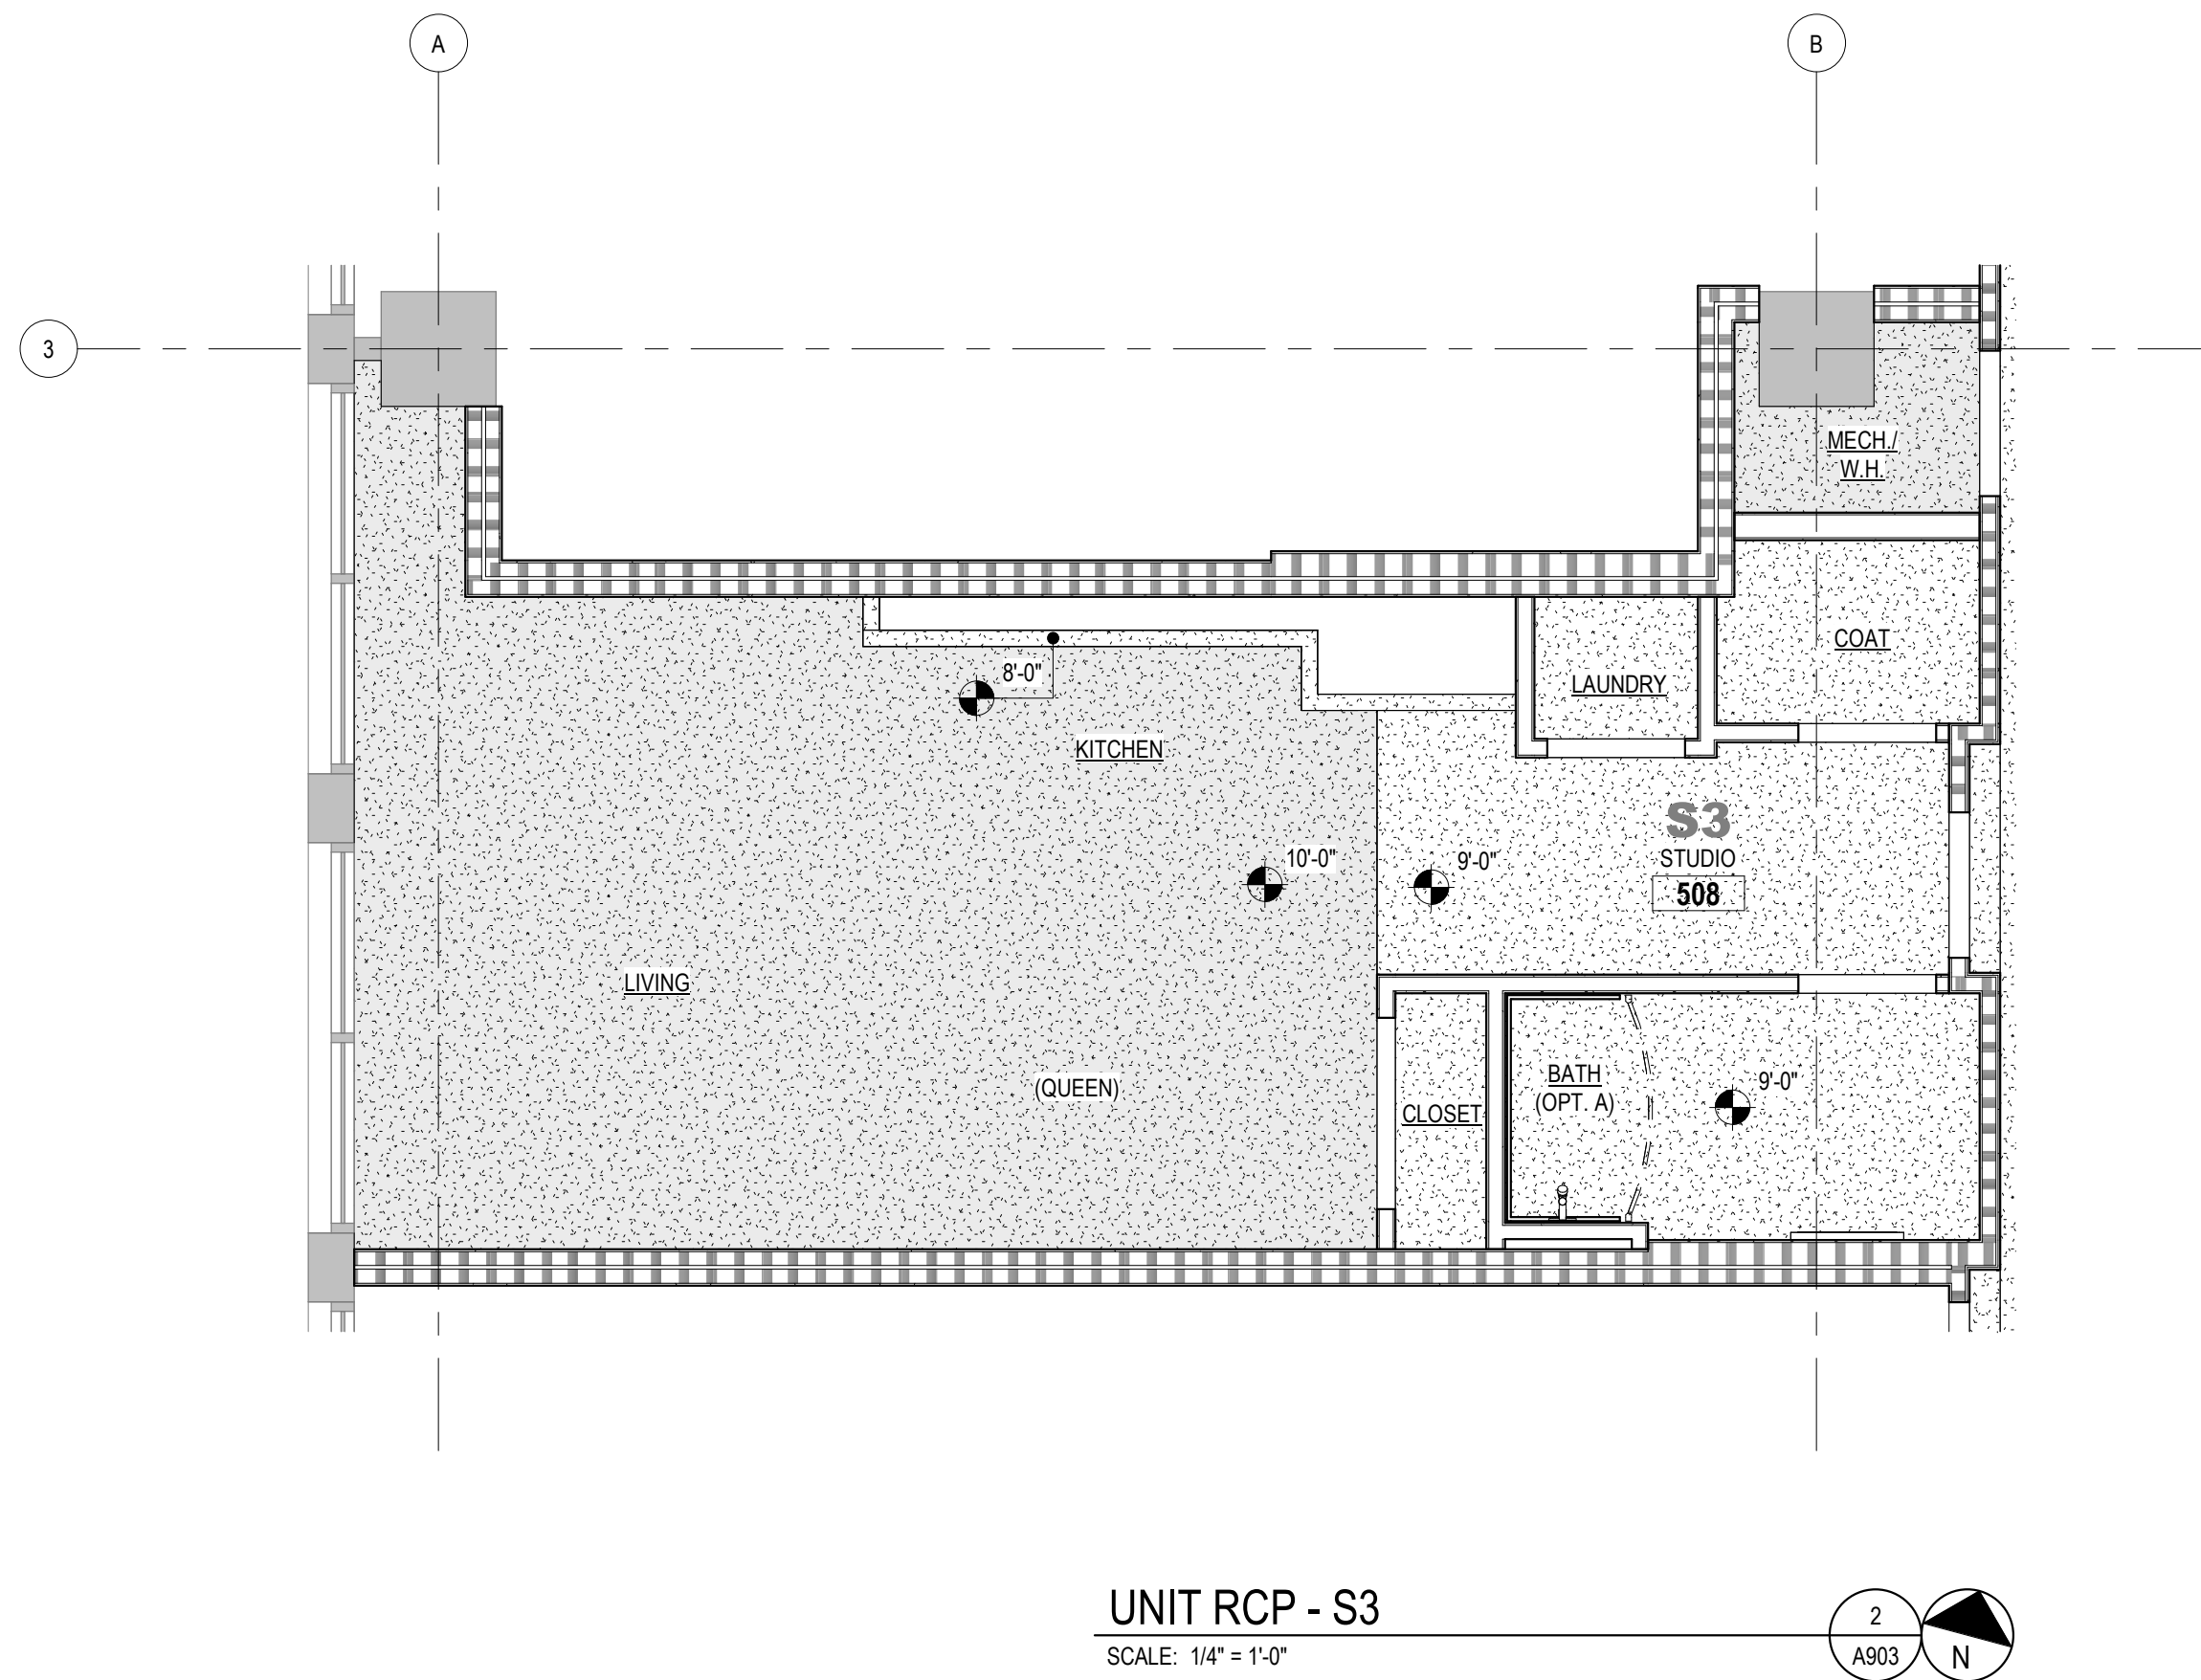 A
B
3
MECH./
W.H.
COAT
8'-0"
LAUNDRY
KITCHEN
S3
STUDIO
508
10'-0"
9'-0"
LIVING
(QUEEN)
BATH
(OPT. A)
9'-0"
CLOSET
UNIT RCP - S3
SCALE: 1/4" = 1'-0"
2
A903
N